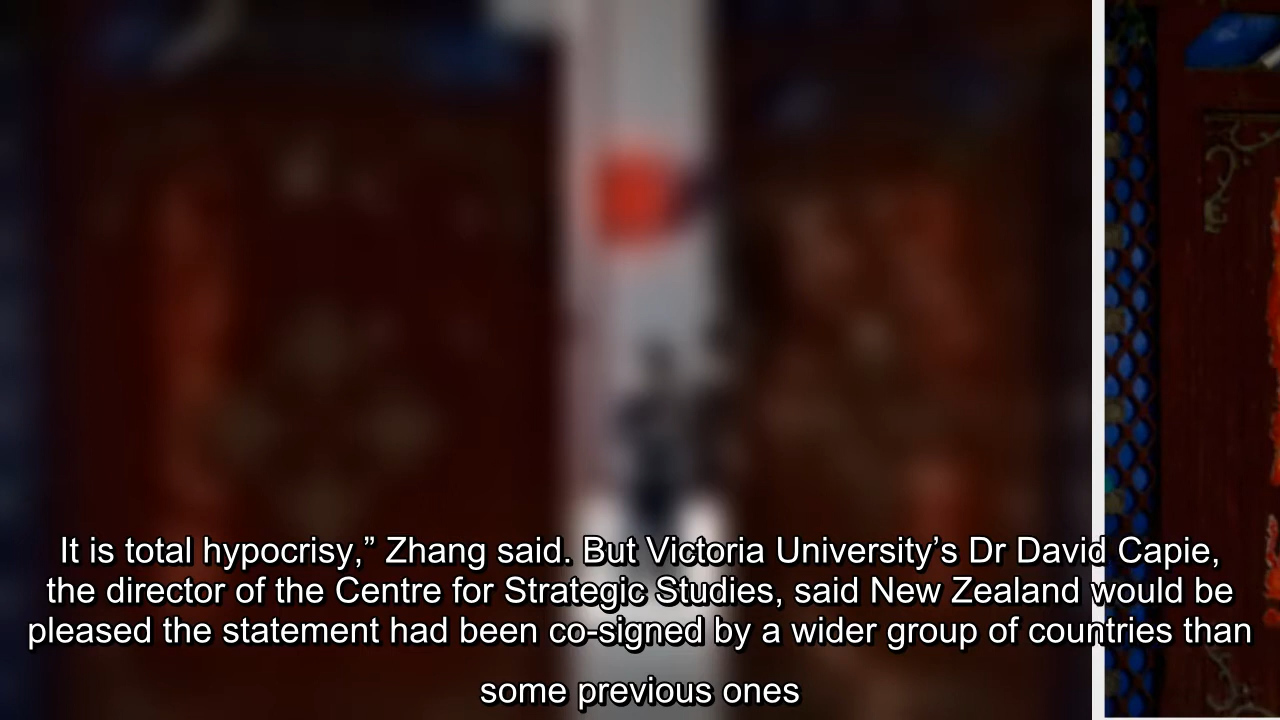 It is total hypocrisy,” Zhang said. But Victoria University’s Dr David Capie,
the director of the Centre for Strategic Studies, said New Zealand would be
pleased the statement had been co-signed by a wider group of countries than
some previous ones